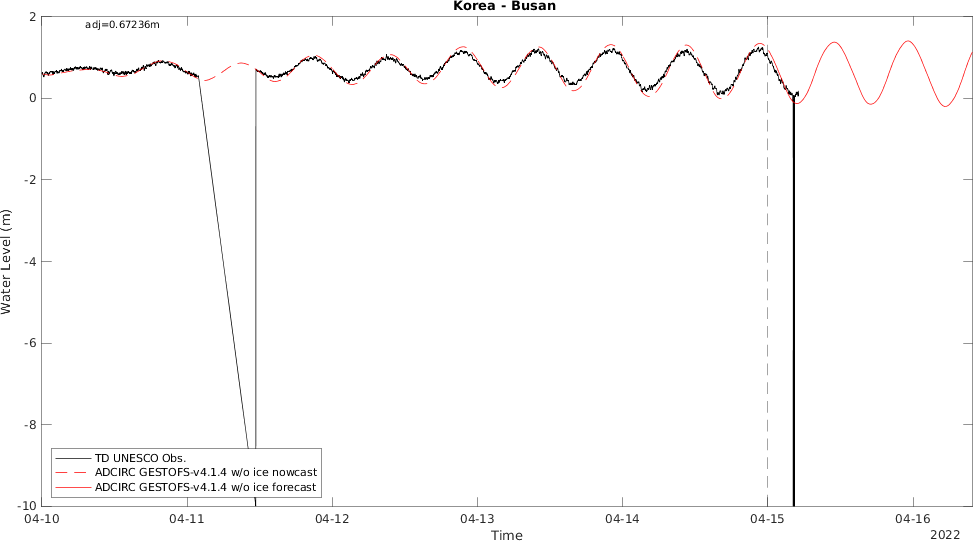 Korea - Busan
adj=0.67236m
2
0
-2
-4
-6
-8
-10
Water Level (m)
TD UNESCO Obs.
ADCIRC GESTOFS-v4.1.4 w/o ice nowcast
ADCIRC GESTOFS-v4.1.4 w/o ice forecast
04-10 04-11 04-12 04-13 04-14 04-15 04-16
Time
2022